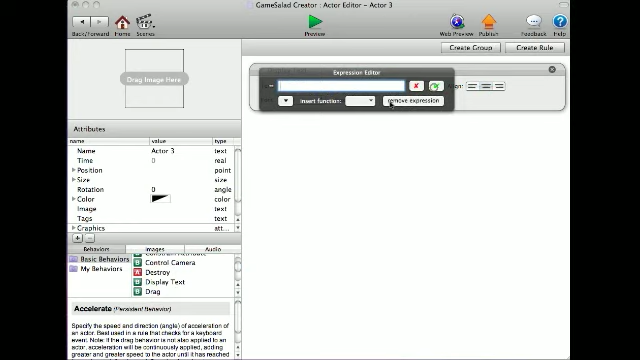 GameSalad Creator : Actor Editor - Actor 3
Back/Forward Home Scenes Preview Web Preview Publish Feedback Help
Create Group Create Rule
Drag Image Here
Expression Editor
Align:
Insert function: remove expression
Attributes
name value type
Name Actor 3 text
Time 0 real
Position point
Size size
Rotation 0 angle
Color color
Image text
Tags text
Graphics att...
Behaviors Images Audio
Basic Behaviors
My Behaviors
Constrain Attribute
Control Camera
Destroy
Display Text
Drag
Accelerate (Persistent Behavior)
Specify the speed and direction (angle) of acceleration of
an actor. Best used in a rule that checks for a keyboard
event. Note: If the drag behavior is not also applied to an
actor, acceleration will be continuously applied, adding
greater and greater speed to the actor until it has reached